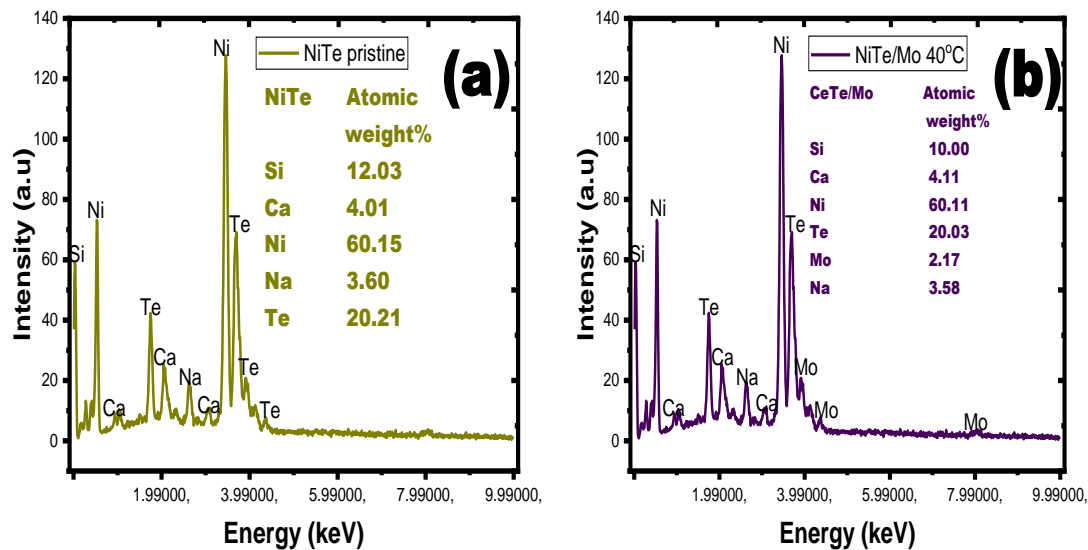 140
120
100
80
60
40
20
0
Intensity (a.u)
NiTe pristine
(a)
NiTe Atomic
weight%
Si 12.03
Ca 4.01
Ni 60.15
Na 3.60
Te 20.21
Si
Ni
Ca
Te
Ca
Na
Ca
Ni
Te
Te
Te
1.99000, 3.99000, 5.99000, 7.99000, 9.99000,
Energy (keV)
140
120
100
80
60
40
20
0
Intensity (a.u)
NiTe/Mo 40°C
(b)
CeTe/Mo Atomic
weight%
Si 10.00
Ca 4.11
Ni 60.11
Te 20.03
Mo 2.17
Na 3.58
Si
Ni
Ca
Te
Ca
Na
Ca
Ni
Te
Mo
Mo
Mo
1.99000, 3.99000, 5.99000, 7.99000, 9.99000,
Energy (keV)